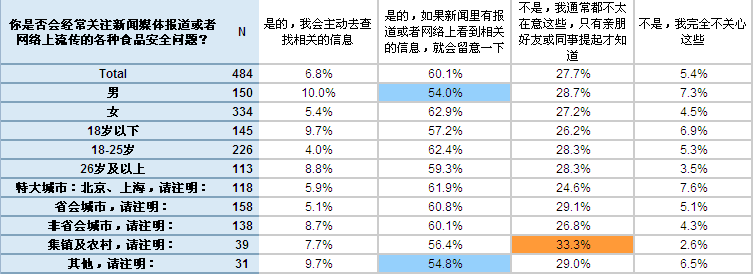 你是否会经常关注新闻媒体报道或者网络上流传的各种食品安全问题？ N 是的，我会主动去查找相关的信息 是的，如果新闻里有报道或者网络上看到相关的信息，就会留意一下 不是，我通常都不太在意这些，只有亲朋好友或同事提起才知道 不是，我完全不关心这些
Total 484 6.8% 60.1% 27.7% 5.4%
男 150 10.0% 54.0% 28.7% 7.3%
女 334 5.4% 62.9% 27.2% 4.5%
18岁以下 145 9.7% 57.2% 26.2% 6.9%
18-25岁 226 4.0% 62.4% 28.3% 5.3%
26岁及以上 113 8.8% 59.3% 28.3% 3.5%
特大城市：北京、上海，请注明： 118 5.9% 61.9% 24.6% 7.6%
省会城市，请注明： 158 5.1% 60.8% 29.1% 5.1%
非省会城市，请注明： 138 8.7% 60.1% 26.8% 4.3%
集镇及农村，请注明： 39 7.7% 56.4% 33.3% 2.6%
其他，请注明： 31 9.7% 54.8% 29.0% 6.5%